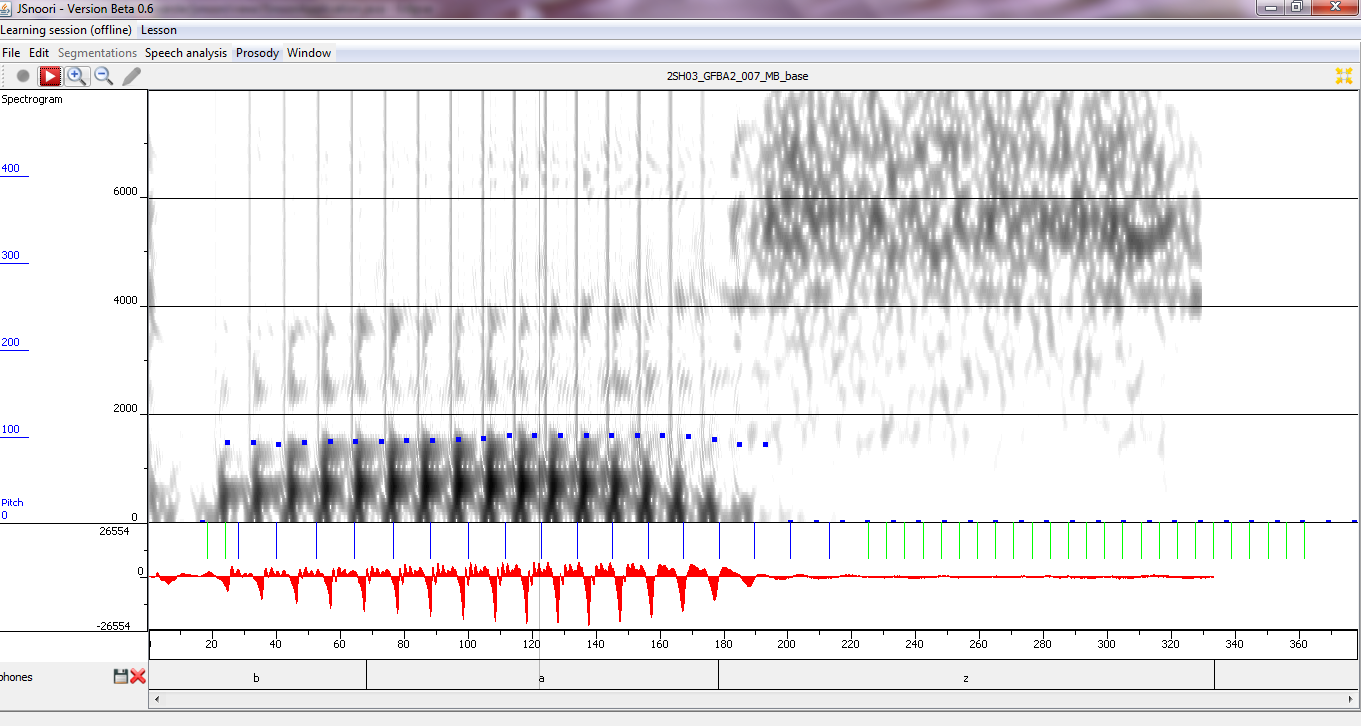 JSnoori - Version Beta 0.6
Learning session (offline) Lesson
File Edit Segmentations Speech analysis Prosody Window
2SH03_GFBA2_007_MB_base
Spectrogram
400
6000
300
4000
200
2000
100
Pitch
0
0
26554
0
-26554
20 40 60 80 100 120 140 160 180 200 220 240 260 280 300 320 340 360
phones b a z